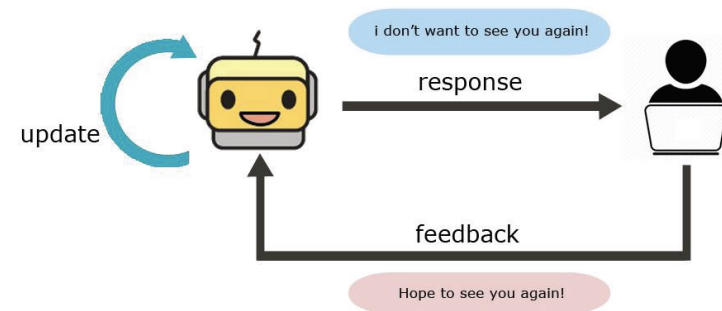 i don't want to see you again!
response
update
feedback
Hope to see you again!